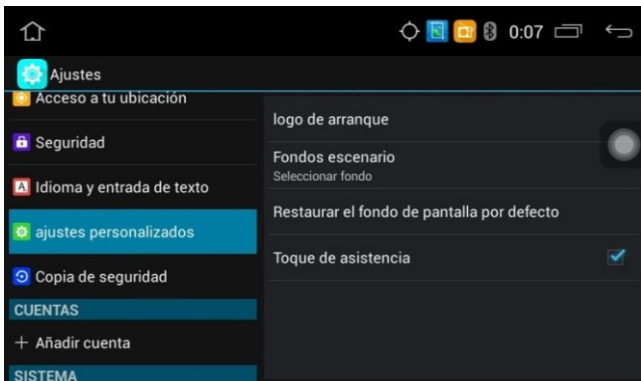 0:07
Ajustes
Acceso a tu ubicación
Seguridad
A Idioma y entrada de texto
ajustes personalizados
Copia de seguridad
CUENTAS
+ Añadir cuenta
SISTEMA
logo de arranque
Fondos escenario
Seleccionar fondo
Restaurar el fondo de pantalla por defecto
Toque de asistencia